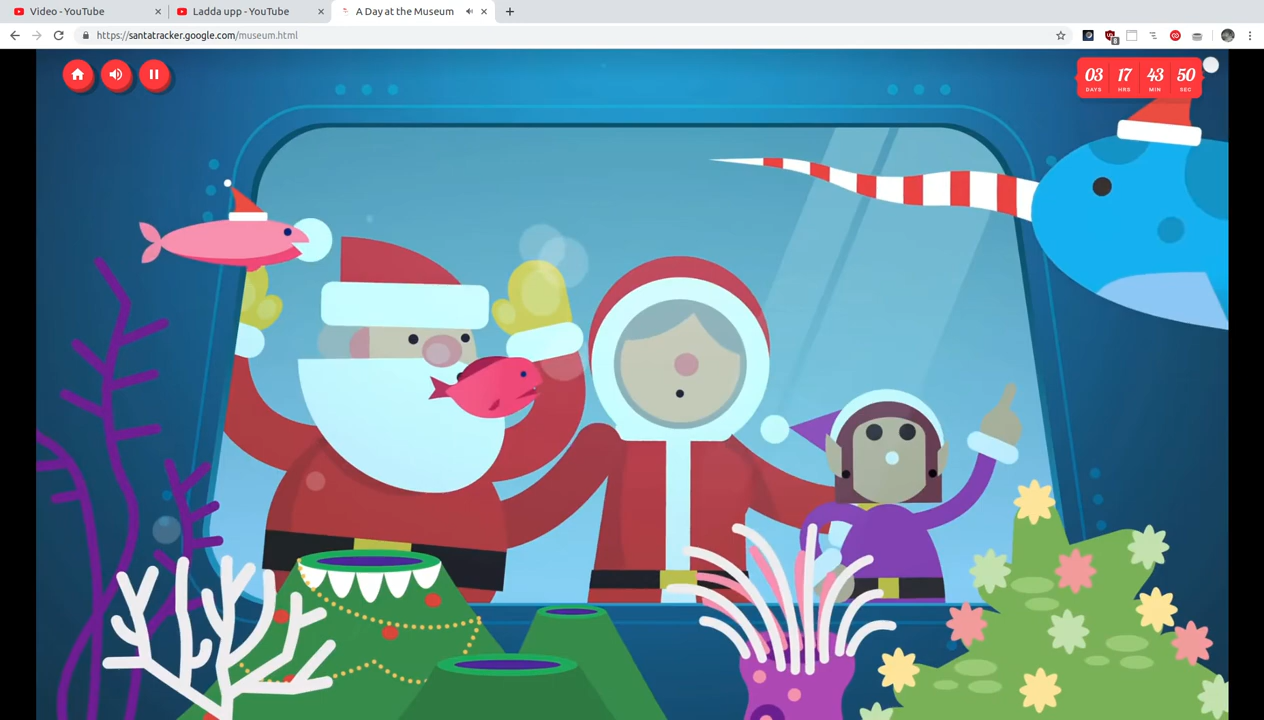 Video - YouTube
Ladda upp - YouTube
A Day at the Museum
https://santatracker.google.com/museum.html
8
03 17 43 50
DAYS HRS MIN SEC